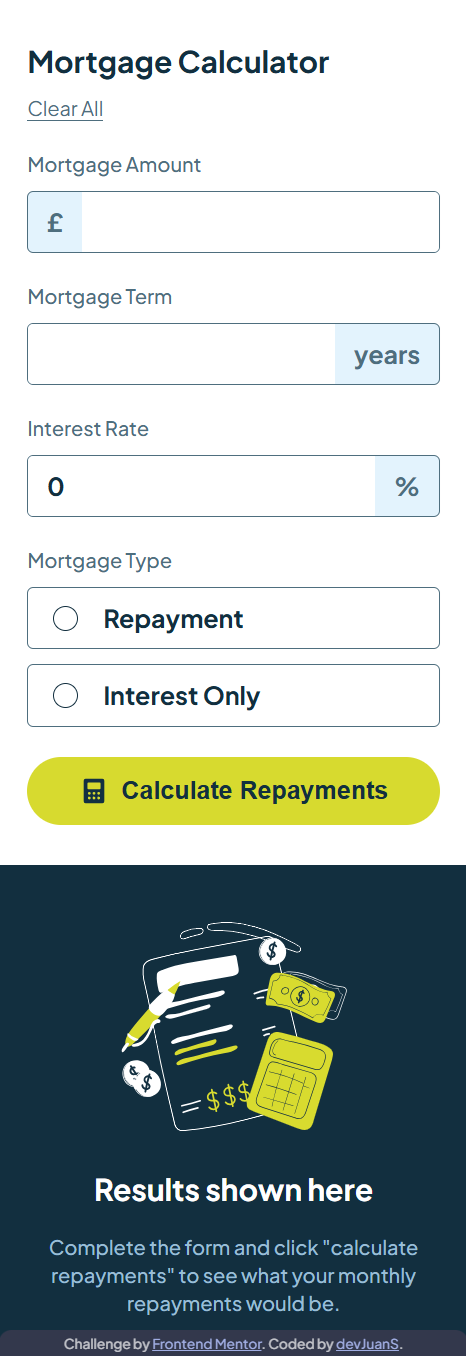 Mortgage Calculator
Clear All
Mortgage Amount
£
Mortgage Term
years
Interest Rate
0
%
Mortgage Type
Repayment
Interest Only
Calculate Repayments
$
$
$
$
$$$
Results shown here
Complete the form and click "calculate
repayments" to see what your monthly
repayments would be.
Challenge by Frontend Mentor. Coded by devJuanS.